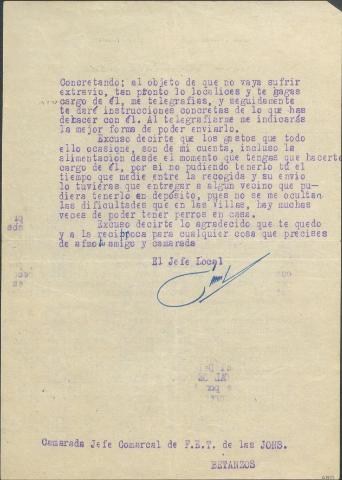 Concretando; al objeto de que no vaya sufrir
extravio, tan pronto lo localices y te gagas
cargo de él, me telegrafias, y seguidamente
te daré instrucciones concretas de lo que has
dehacer con él. Al telegrafiarme me indicarás
la mejor forma de poder enviarlo.
Excuso decirte que los gastos que todo
ello ocasione, son de mi cuenta, incluso la
alimentacion desde el momento que tengas que hacerte
cargo de él, por si no pudiendo tenerlo tú el
tiempo que medie entre la recogida y su envio
lo tuvieras que entregar a algun vecino que pu-
diera tenerlo en depósito, pues no se me ocultan
las dificultades que en las Villas, hay muchas
veces de poder tener perros en casa.
Excuso decirte lo agradecido que te quedo
y a la reciproca para cualquier cosa que precises
de afmo. amigo y camarada
El Jefe Local
Camarada Jefe Comarcal de F.E.T. de las JONS.
BETANZOS